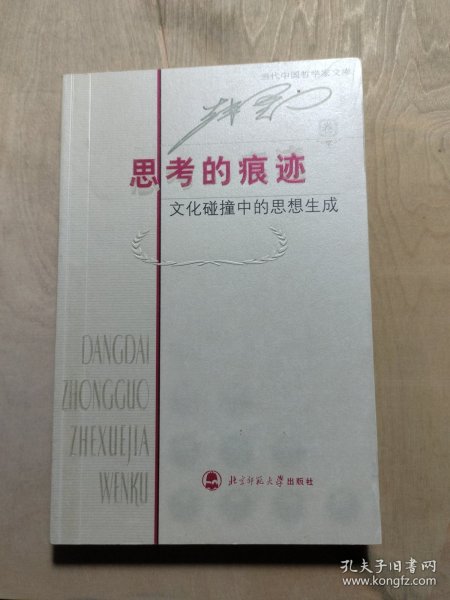 当代中国哲学家文库
卷
思考的痕迹
文化碰撞中的思想生成
DANGDAI
ZHONGGUO
ZHEXUEJIA
WENKU
北京师范大学出版社
孔夫子旧书网
www.kongfz.com